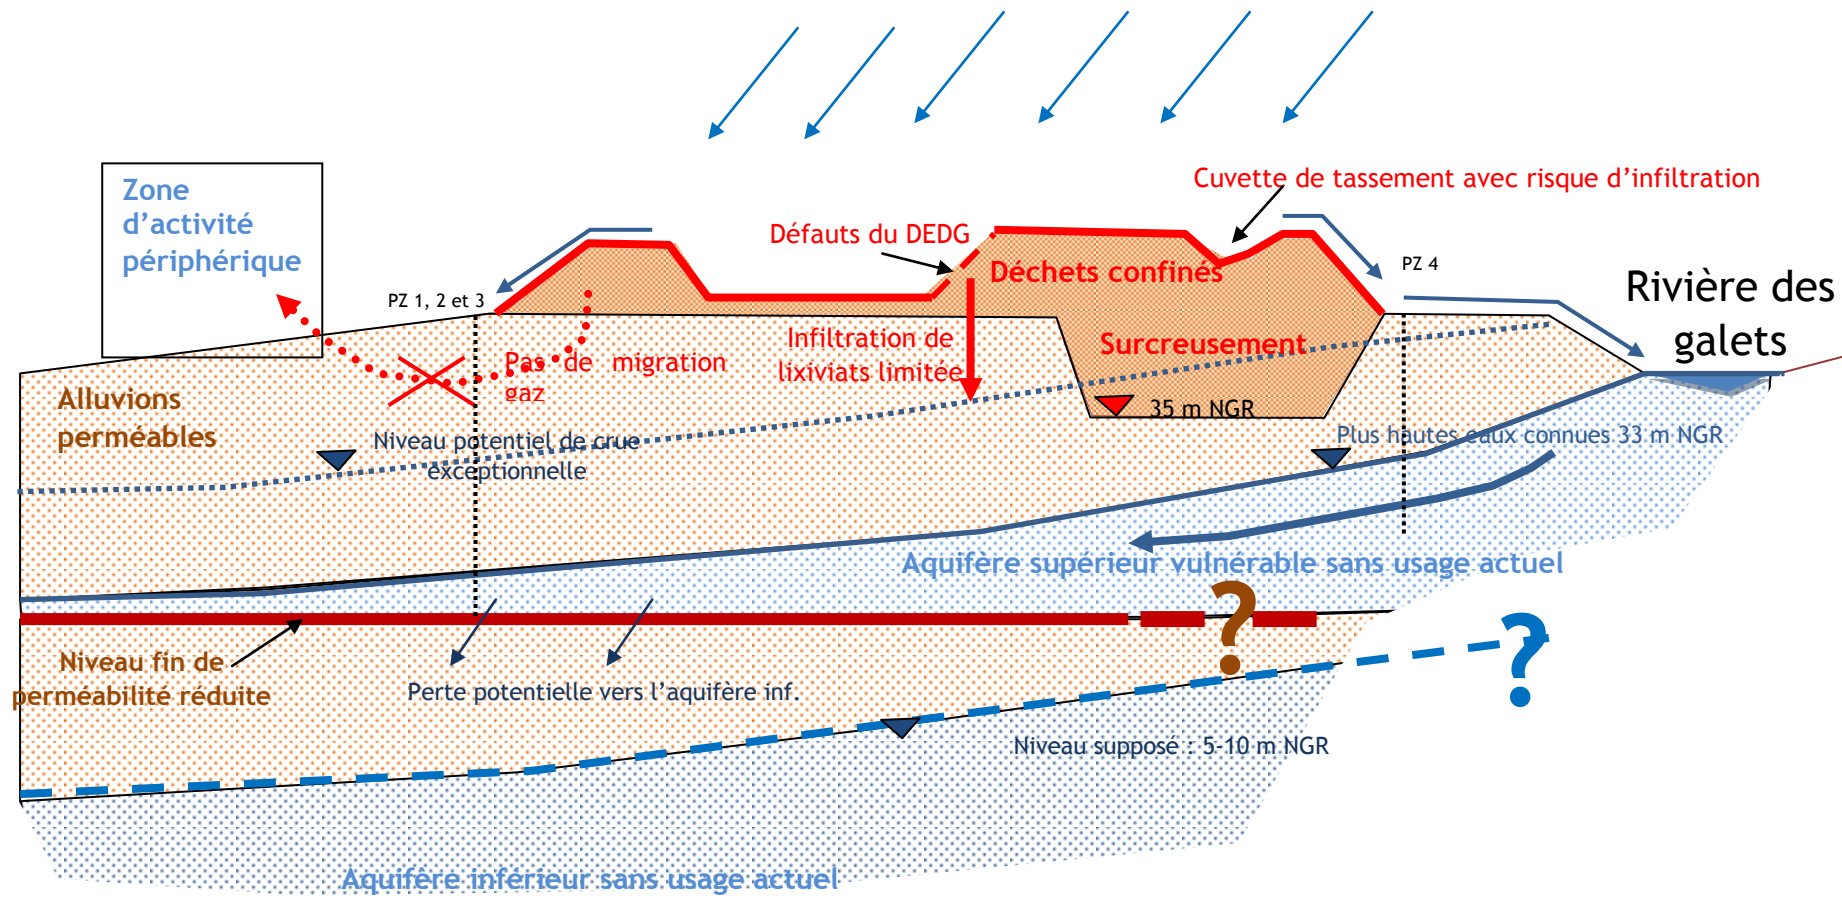 Cuvette de tassement avec risque d’infiltration
Zone
d’activité
périphérique
Défauts du DEDG
Déchets confinés
PZ 4
Rivière des
galets
PZ 1, 2 et 3
Infiltration de
lixiviats limitée
Surcreusement
Pas de migration
gaz
Alluvions
perméables
35 m NGR
Niveau potentiel de crue
exceptionnelle
Plus hautes eaux connues 33 m NGR
Aquifère supérieur vulnérable sans usage actuel
?
?
Niveau fin de
perméabilité réduite
Perte potentielle vers l’aquifère inf.
Niveau supposé : 5-10 m NGR
Aquifère inférieur sans usage actuel